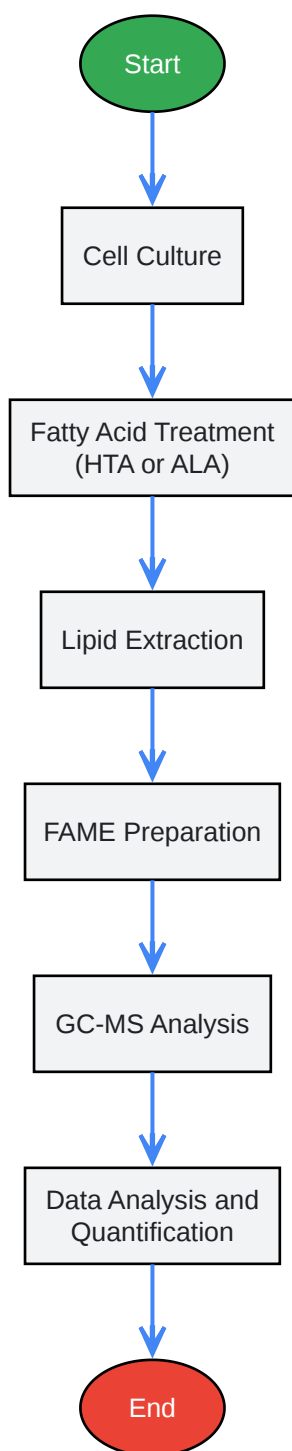 Start
Cell Culture
Fatty Acid Treatment
(HTA or ALA)
Lipid Extraction
FAME Preparation
GC-MS Analysis
Data Analysis and
Quantification
End